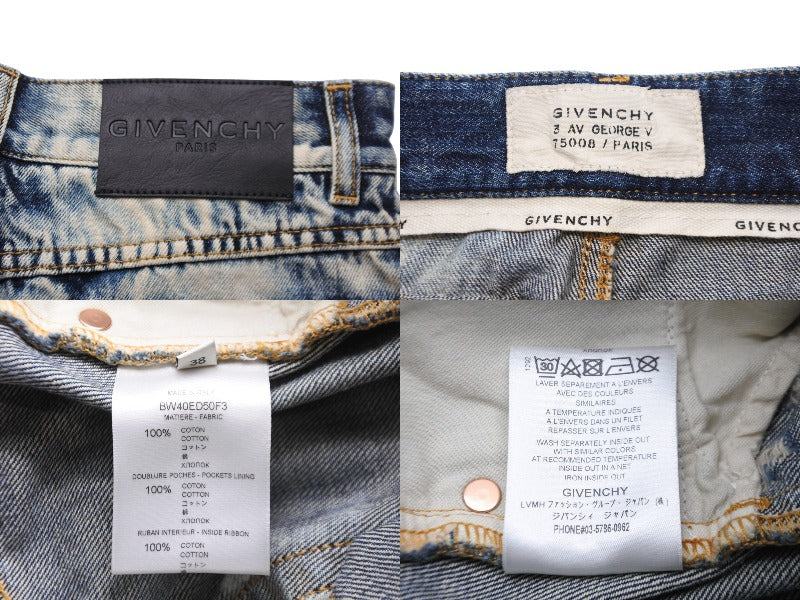 GIVENCHY
PARIS
GIVENCHY
3 AV GEORGE V
75008 / PARIS
GIVENCHY
GIVENC
38
BW40ED50F3
MATIERE - FABRIC
100% COTON
COTTON
コットン
棉
ХЛОПОК
DOUBLURE POCHES - POCKETS LINING
100% COTON
COTTON
コットン
棉
ХЛОПОК
RUBAN INTERIEUR - INSIDE RIBBON
100% COTON
COTTON
コットン
30
LAVER SEPAREMENT A L'ENVERS
AVEC DES COULEURS
SIMILAIRES
A TEMPERATURE INDIQUÉE
A L'ENVERS DANS UN FILET
REPASSER SUR L'ENVERS
WASH SEPARATELY INSIDE OUT
WITH SIMILAR COLORS
AT RECOMMENDED TEMPERATURE
INSIDE OUT IN A NET
IRON INSIDE OUT
GIVENCHY
LVMH ファッション・グループ・ジャパン (株)
ジバンシィ ジャパン
PHONE#03-5786-0962